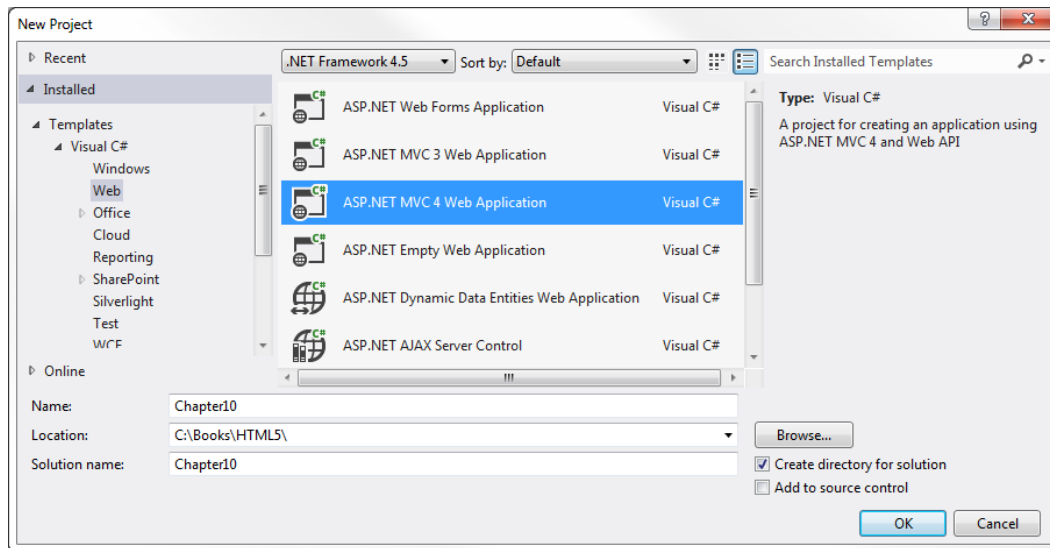 New Project
Recent
.NET Framework 4.5
Sort by: Default
Search Installed Templates
Installed
Templates
Visual C#
Windows
Web
Office
Cloud
Reporting
SharePoint
Silverlight
Test
WCF
Online
ASP.NET Web Forms Application Visual C#
ASP.NET MVC 3 Web Application Visual C#
ASP.NET MVC 4 Web Application Visual C#
ASP.NET Empty Web Application Visual C#
ASP.NET Dynamic Data Entities Web Application Visual C#
ASP.NET AJAX Server Control Visual C#
Type: Visual C#
A project for creating an application using
ASP.NET MVC 4 and Web API
Name: Chapter10
Location: C:\Books\HTML5\
Browse...
Solution name: Chapter10
Create directory for solution
Add to source control
OK
Cancel